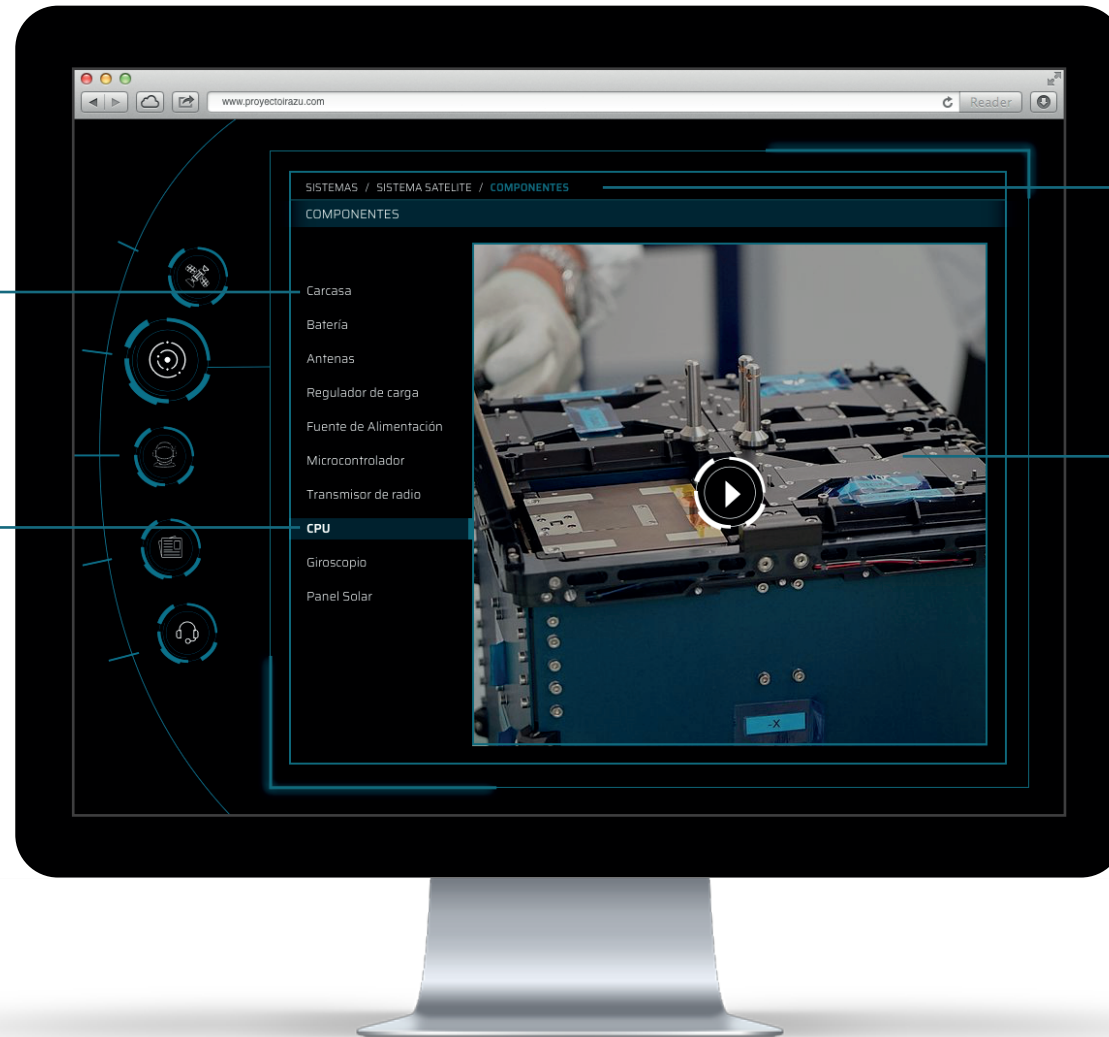 www.proyectoirazu.com
Reader
SISTEMAS / SISTEMA SATELITE / COMPONENTES
COMPONENTES
Carcasa
Batería
Antenas
Regulador de carga
Fuente de Alimentación
Microcontrolador
Transmisor de radio
CPU
Giroscopio
Panel Solar
-X